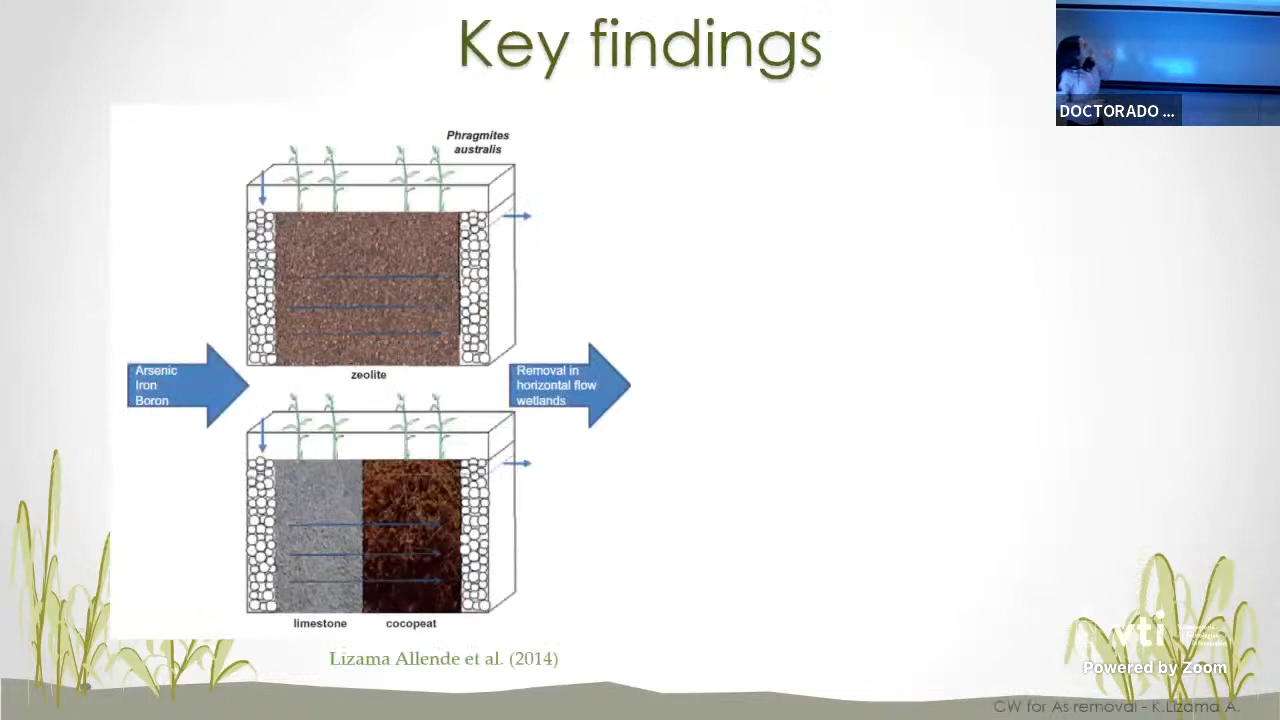 Key findings
DOCTORADO ...
Phragmites
australis
zeolite
Arsenic
Iron
Boron
Removal in
horizontal flow
wetlands
limestone
cocopeat
Lizama Allende et al. (2014)
vti
Powered by Zoom
CW for As removal - K.Lizama A.